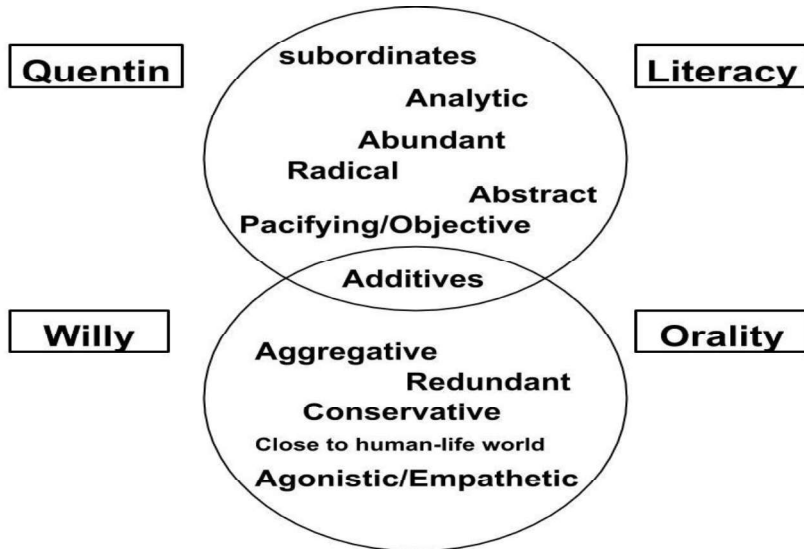 subordinates
Quentin
Literacy
Analytic
Abundant
Radical
Abstract
Pacifying/Objective
Additives
Willy
Orality
Aggregative
Redundant
Conservative
Close to human-life world
Agonistic/Empathetic